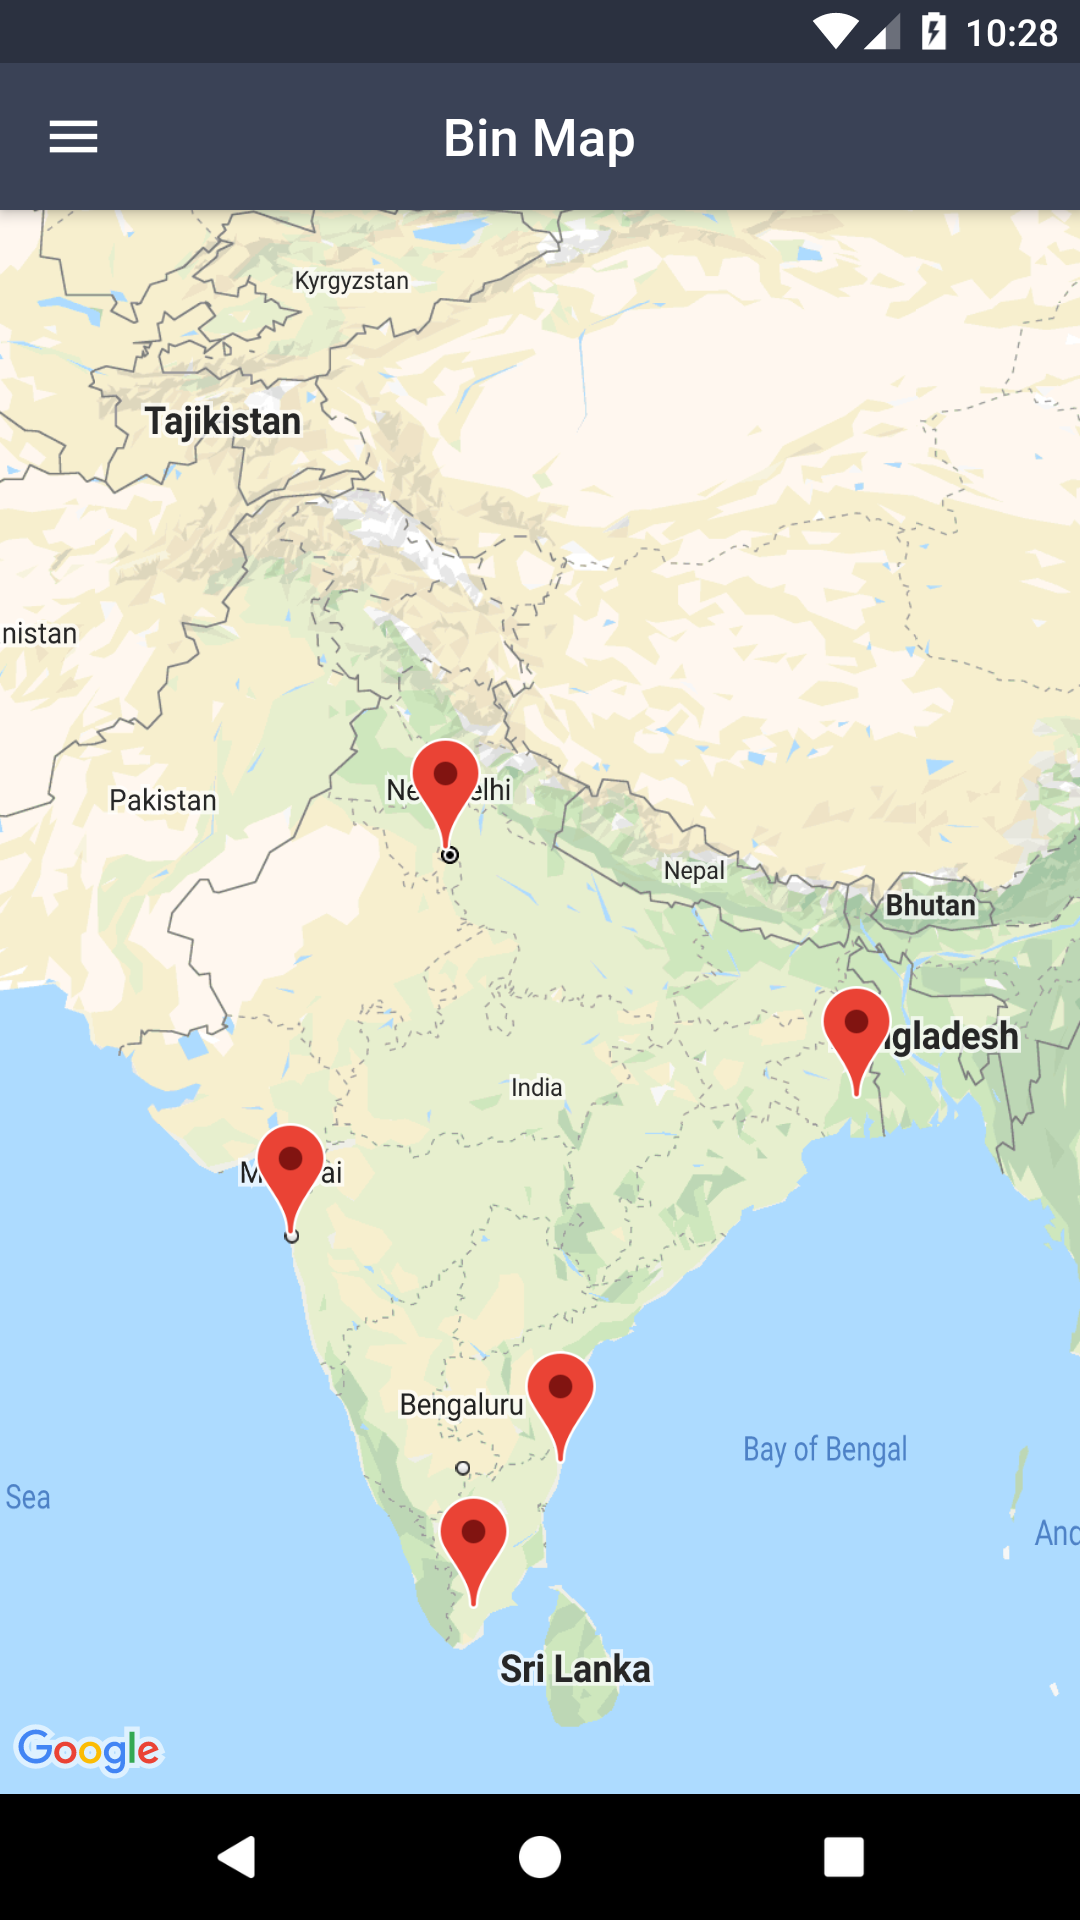 10:28
Bin Map
Kyrgyzstan
Tajikistan
nistan
Ne elhi
Pakistan
Nepal
Bhutan
gladesh
India
M ai
Bengaluru
Bay of Bengal
Sea
And
Sri Lanka
Google